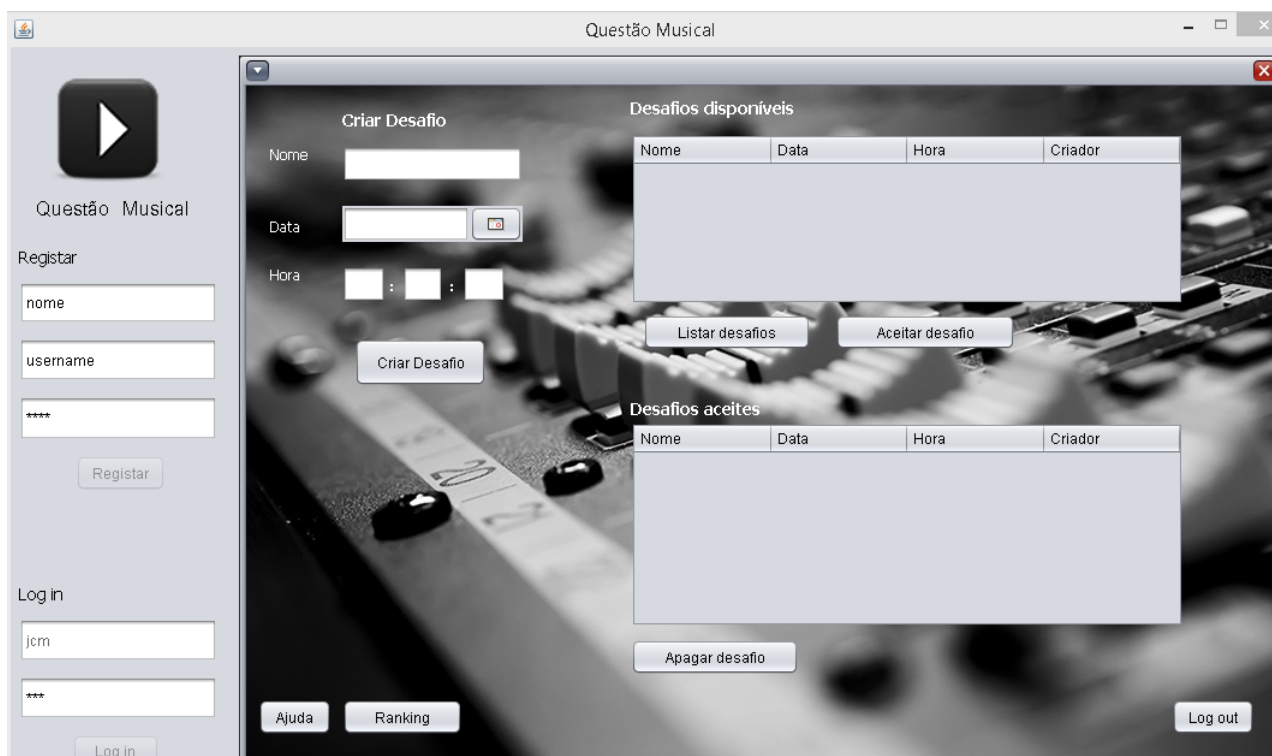 Questão Musical
Questão Musical
Registar
nome
username
****
Registar
Log in
jcm
***
Log in
Criar Desafio
Nome
Data
Hora
:
:
Criar Desafio
Desafios disponíveis
Nome Data Hora Criador
Listar desafios Aceitar desafio
Desafios aceites
Nome Data Hora Criador
Apagar desafio
20
Ajuda Ranking Log out